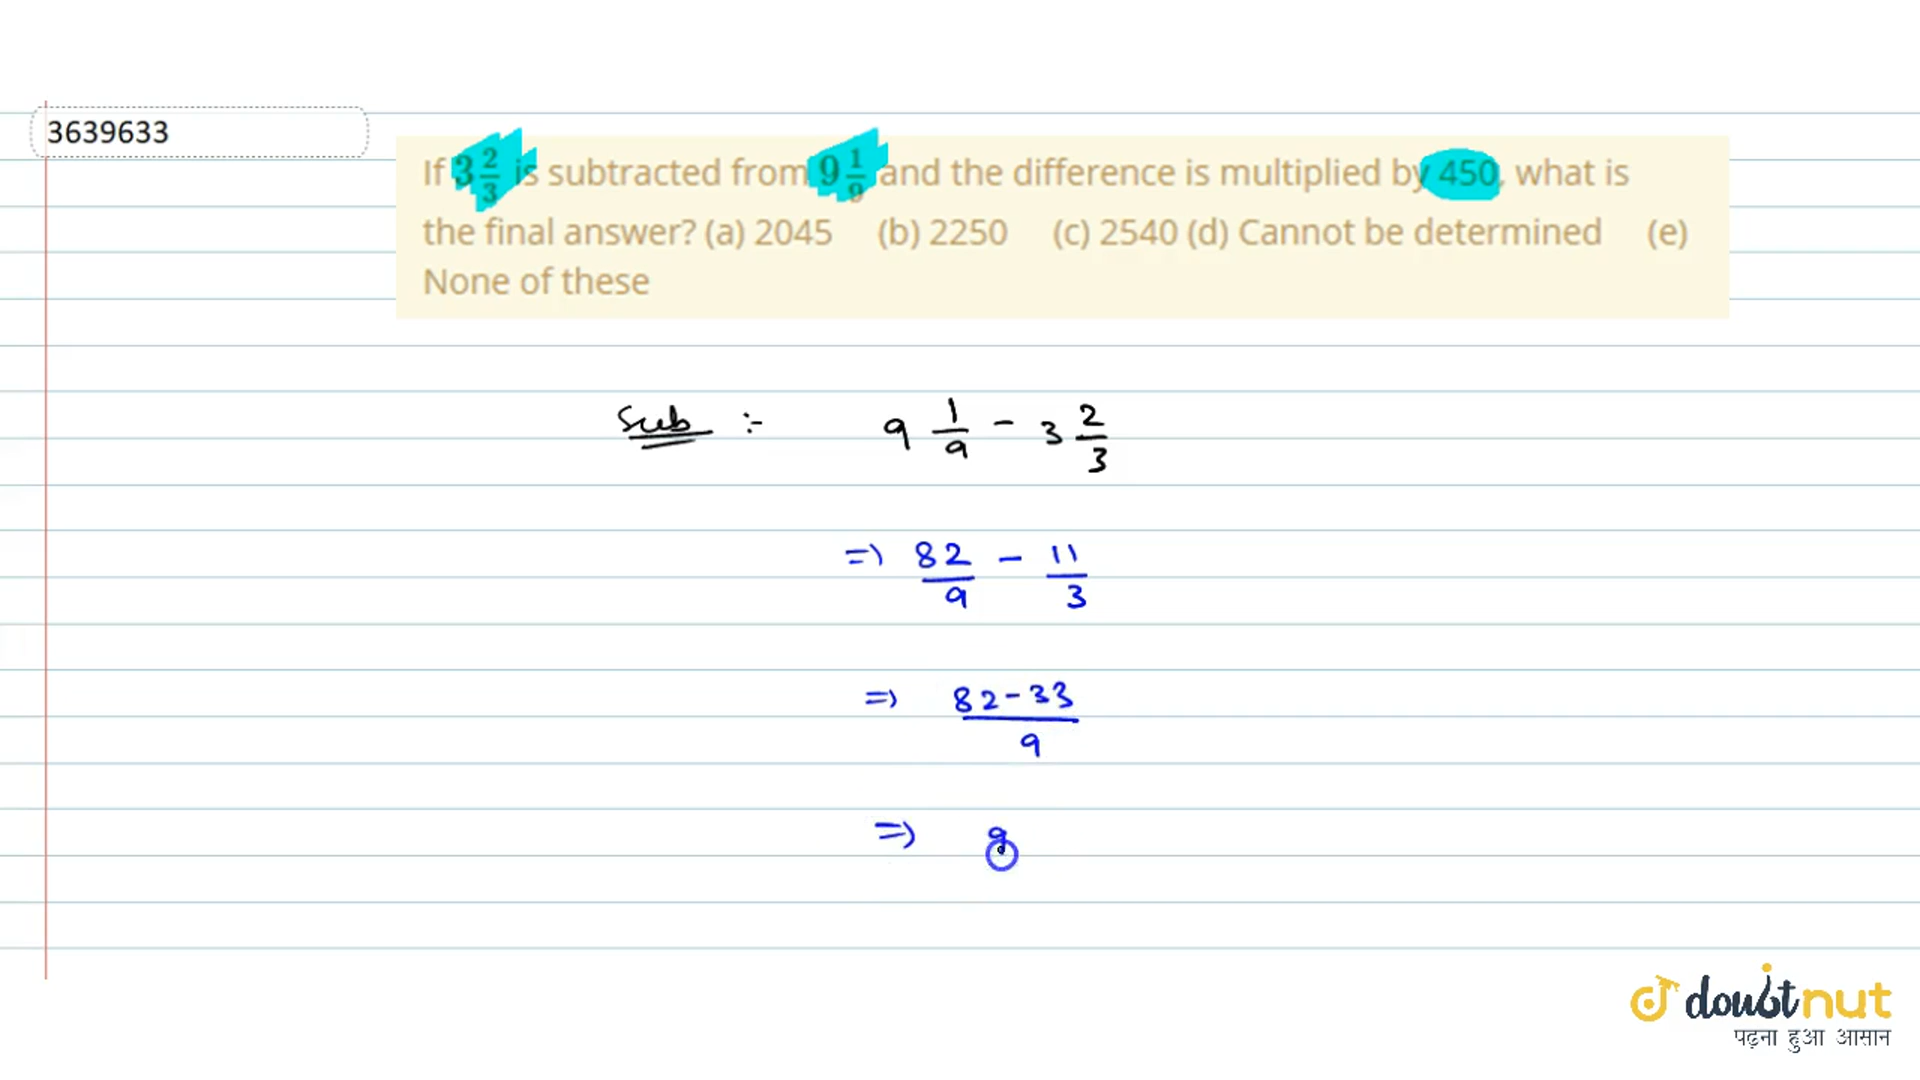 3639633
If 3 2/3 is subtracted from 9 1/9 and the difference is multiplied by 450, what is
the final answer? (a) 2045 (b) 2250 (c) 2540 (d) Cannot be determined (e)
None of these
Sub :- 9 1/9 - 3 2/3
=> 82/9 - 11/3
=> 82-33/9
=> 9
doubtnut
पढ़ना हुआ आसान